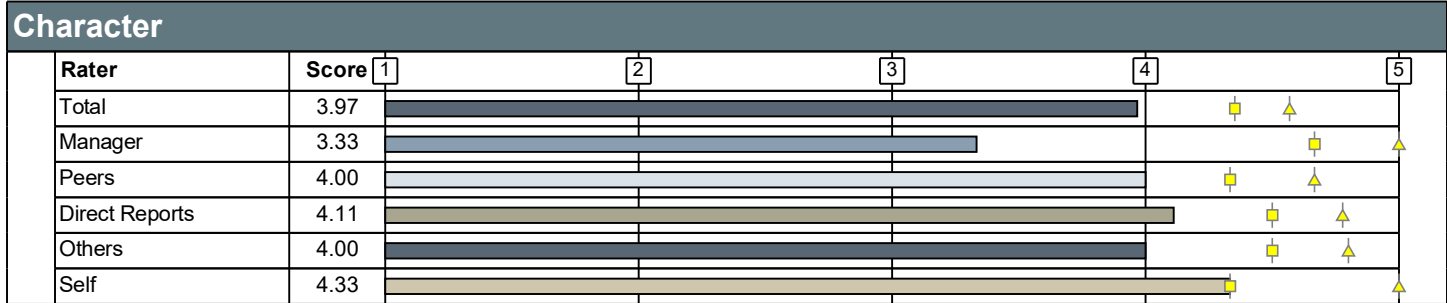 Character
Rater Score 1 2 3 4 5
Total 3.97
Manager 3.33
Peers 4.00
Direct Reports 4.11
Others 4.00
Self 4.33